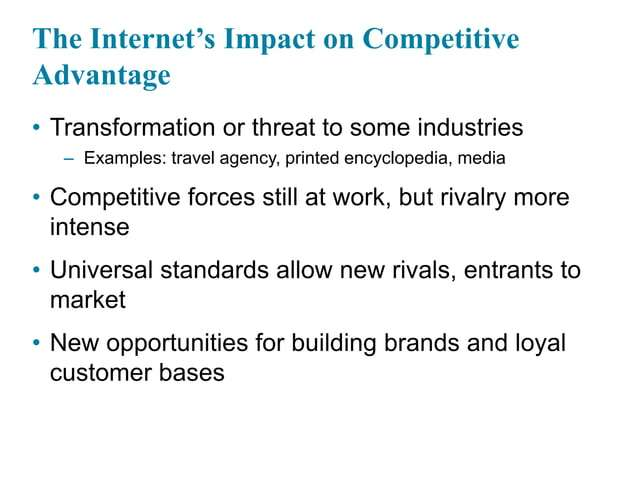 The Internet’s Impact on Competitive
Advantage
• Transformation or threat to some industries
– Examples: travel agency, printed encyclopedia, media
• Competitive forces still at work, but rivalry more
intense
• Universal standards allow new rivals, entrants to
market
• New opportunities for building brands and loyal
customer bases